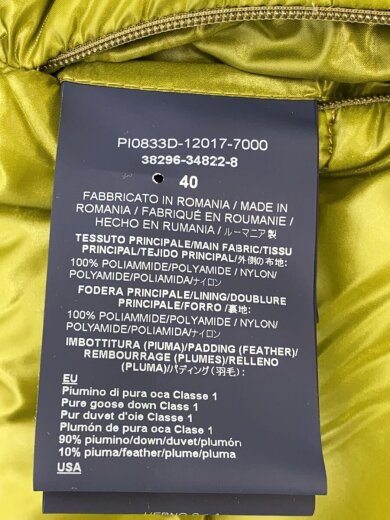 PI0833D-12017-7000
38296-34822-8
40
FABBRICATO IN ROMANIA / MADE IN
ROMANIA / FABRIQUÉ EN ROUMANIE /
HECHO EN RUMANIA / ルーマニア製
TESSUTO PRINCIPALE/MAIN FABRIC/TISSU
PRINCIPAL/TEJIDO PRINCIPAL/外側の布地:
100% POLIAMMIDE/POLYAMIDE / NYLON/
POLYAMIDE/POLIAMIDA/ナイロン
FODERA PRINCIPALE/LINING/DOUBLURE
PRINCIPALE/FORRO /裏地:
100% POLIAMMIDE/POLYAMIDE / NYLON/
POLYAMIDE/POLIAMIDA/ナイロン
IMBOTTITURA (PIUMA)/PADDING (FEATHER)/
REMBOURRAGE (PLUMES)/RELLENO
(PLUMA)/パディング (羽毛):
EU
Piumino di pura oca Classe 1
Pure goose down Class 1
Pur duvet d'oie Classe 1
Plumón de pura oca Clase 1
90% piumino/down/duvet/plumón
10% piuma/feather/plume/pluma
USA